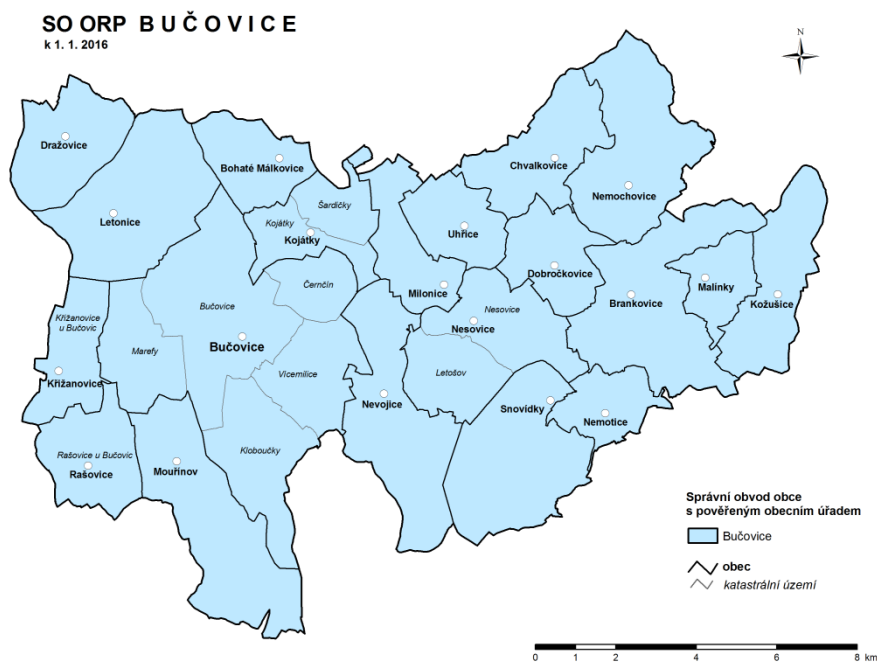 SO ORP B U Č O V I C E
k 1. 1. 2016
N
Dražovice
Bohaté Málkovice
Chvalkovice
Nemochovice
Letonice
Šardičky
Kojátky
Kojátky
Uhřice
Dobročkovice
Černčín
Milonice
Malínky
Brankovice
Kožušice
Bučovice
Nesovice
Nesovice
Křižanovice
u Bučovic
Marefy
Bučovice
Vícemilice
Letošov
Křižanovice
Nevojice
Snovídky
Nemotice
Kloboučky
Rašovice u Bučovic
Rašovice
Mouřínov
Správní obvod obce
s pověřeným obecním úřadem
Bučovice
obec
katastrální území
0 1 2 4 6 8 km